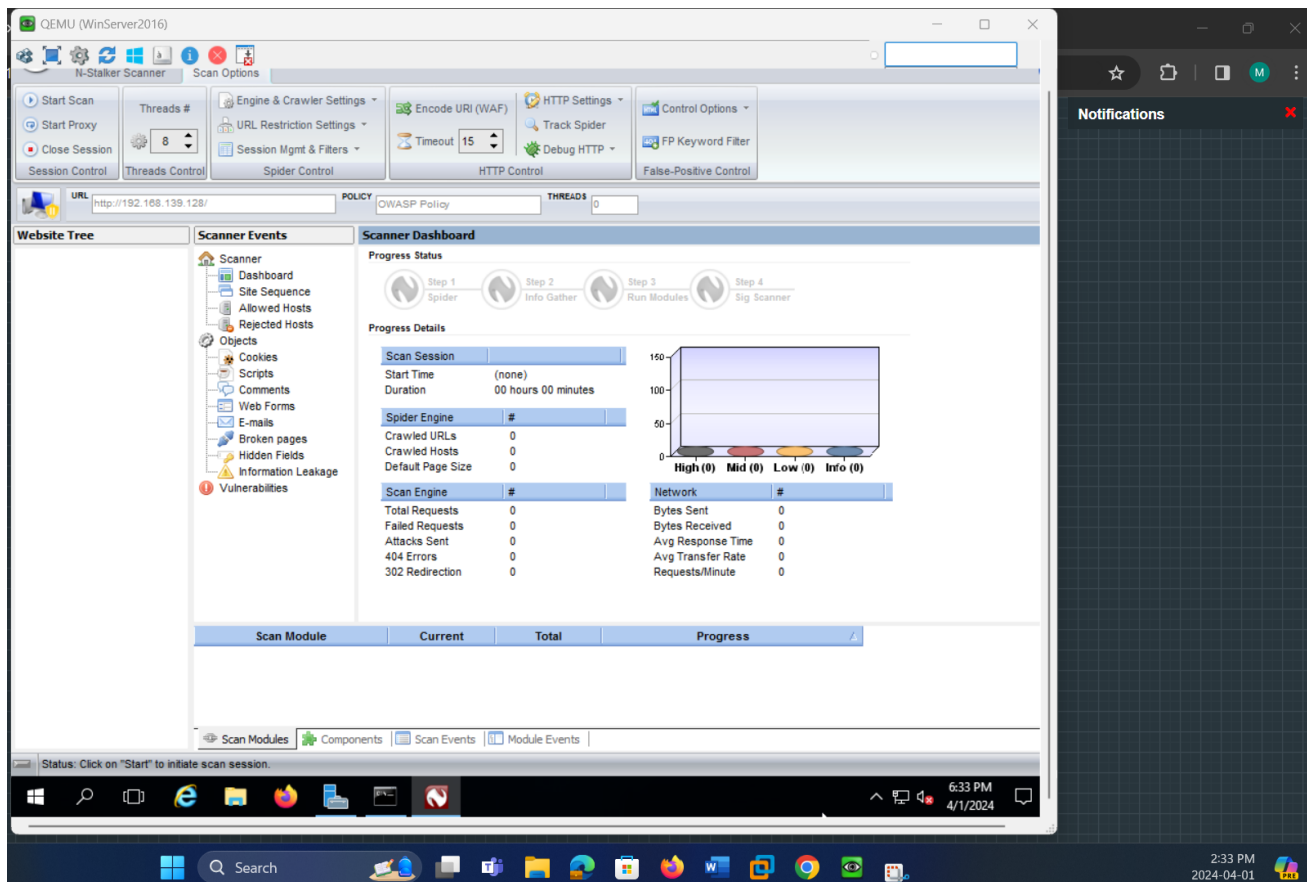 QEMU (WinServer2016)
N-Stalker Scanner Scan Options
Start Scan
Start Proxy
Close Session
Session Control
Threads #
8
Threads Control
Engine & Crawler Settings
URL Restriction Settings
Session Mgmt & Filters
Spider Control
Encode URI (WAF)
Timeout 15
HTTP Settings
Track Spider
Debug HTTP
HTTP Control
Control Options
FP Keyword Filter
False-Positive Control
M
Notifications
URL http://192.168.139.128/ POLICY OWASP Policy THREADS 0
Website Tree
Scanner Events
Scanner
Dashboard
Site Sequence
Allowed Hosts
Rejected Hosts
Objects
Cookies
Scripts
Comments
Web Forms
E-mails
Broken pages
Hidden Fields
Information Leakage
Vulnerabilities
Scanner Dashboard
Progress Status
Step 1
Spider
Step 2
Info Gather
Step 3
Run Modules
Step 4
Sig Scanner
Progress Details
Scan Session
Start Time (none)
Duration 00 hours 00 minutes
Spider Engine #
Crawled URLs 0
Crawled Hosts 0
Default Page Size 0
Scan Engine #
Total Requests 0
Failed Requests 0
Attacks Sent 0
404 Errors 0
302 Redirection 0
150
100
50
0
High (0) Mid (0) Low (0) Info (0)
Network #
Bytes Sent 0
Bytes Received 0
Avg Response Time 0
Avg Transfer Rate 0
Requests/Minute 0
Scan Module Current Total Progress
Scan Modules Components Scan Events Module Events
Status: Click on "Start" to initiate scan session.
6:33 PM
4/1/2024
Search
2:33 PM
2024-04-01
PRE